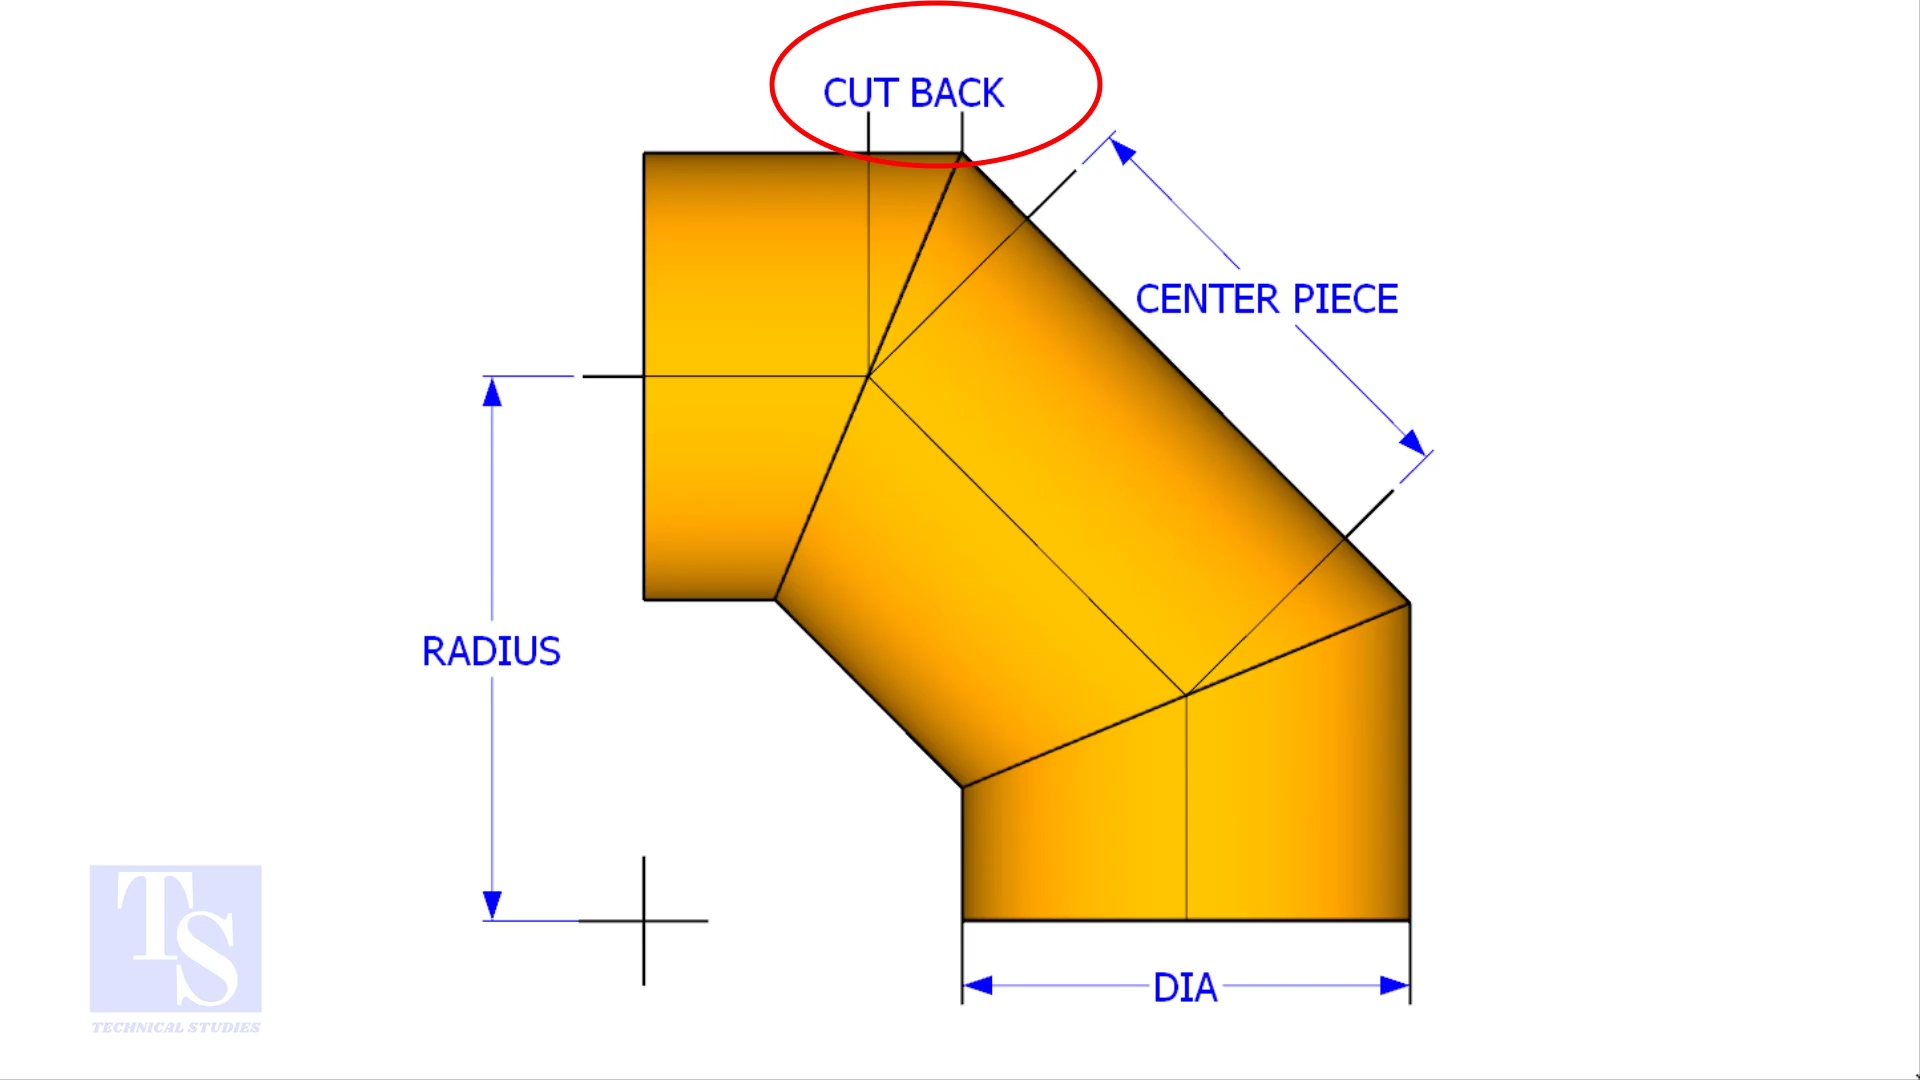 CUT BACK
CENTER PIECE
RADIUS
DIA
TS
TECHNICAL STUDIES